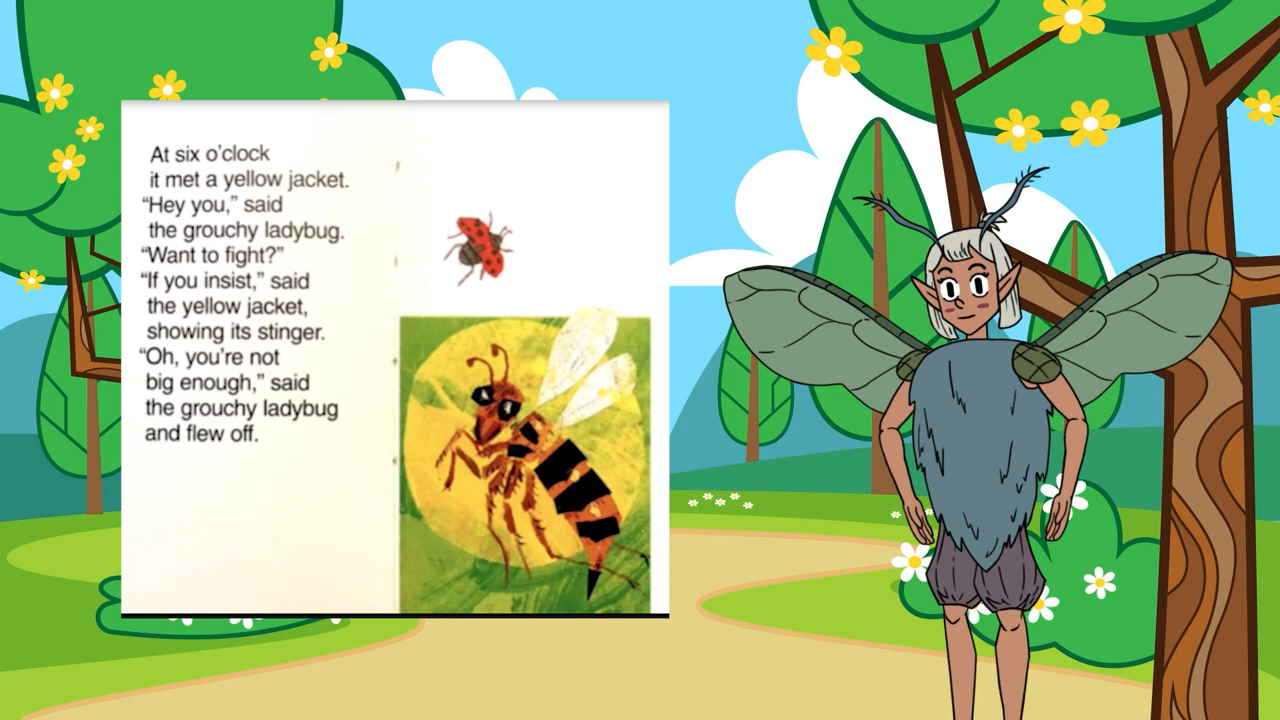 At six o'clock
it met a yellow jacket.
“Hey you,” said
the grouchy ladybug.
“Want to fight?”
“If you insist,” said
the yellow jacket,
showing its stinger.
“Oh, you're not
big enough,” said
the grouchy ladybug
and flew off.